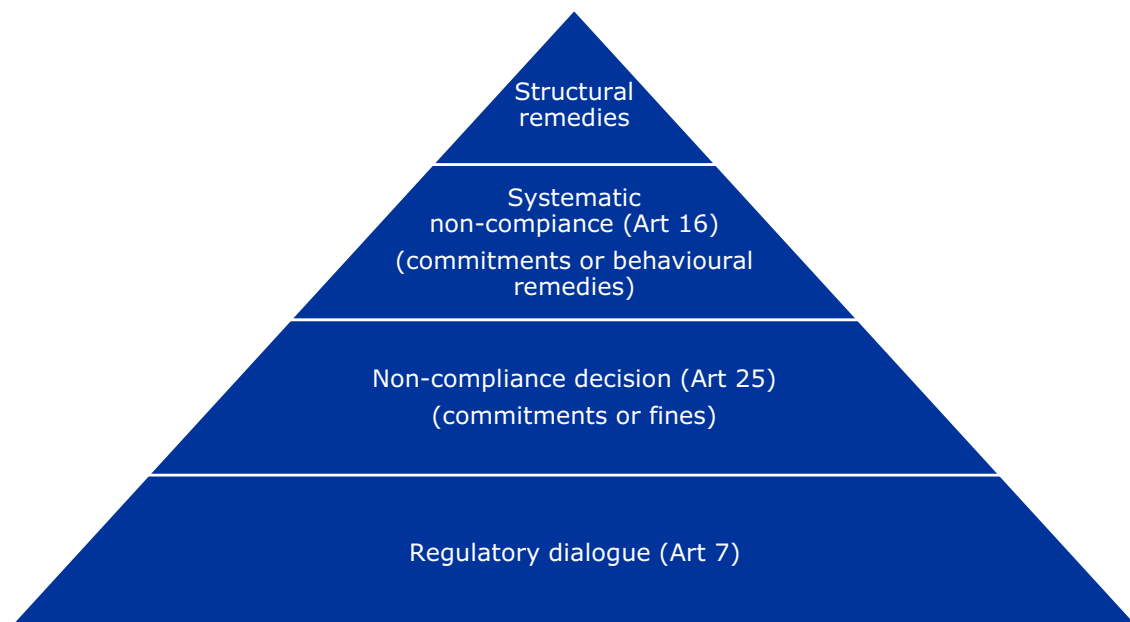 Structural
remedies
Systematic
non-compiance (Art 16)
(commitments or behavioural
remedies)
Non-compliance decision (Art 25)
(commitments or fines)
Regulatory dialogue (Art 7)